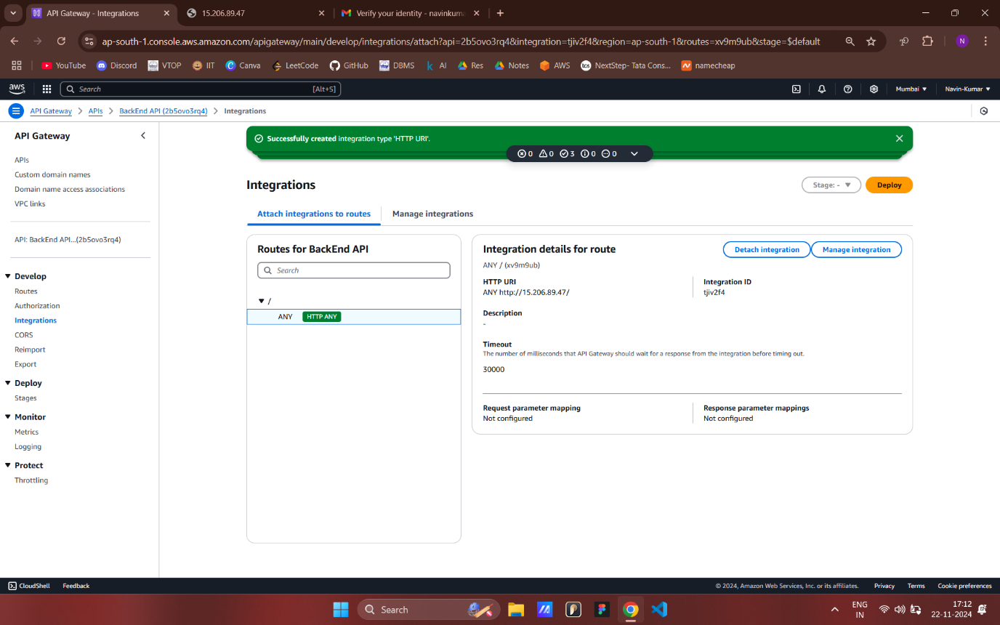 API Gateway - Integrations
15.206.89.47
Verify your identity - navinkuma
ap-south-1.console.aws.amazon.com/apigateway/main/develop/integrations/attach?api=2b5ovo3rq4&integration=tjiv2f4&region=ap-south-1&routes=xv9m9ub&stage=$default
N
YouTube Discord VTOP IIT Canva LeetCode GitHub DBMS AI Res Notes AWS NextStep- Tata Cons... namecheap
aws Search [Alt+S] Mumbai Navin-Kumar
API Gateway APIs BackEnd API (2b5ovo3rq4) Integrations
API Gateway
APIs
Custom domain names
Domain name access associations
VPC links
API: BackEnd API...(2b5ovo3rq4)
Develop
Routes
Authorization
Integrations
CORS
Reimport
Export
Deploy
Stages
Monitor
Metrics
Logging
Protect
Throttling
Successfully created integration type 'HTTP URI'.
0 0 3 0 0
Integrations
Stage: -
Deploy
Attach integrations to routes
Manage integrations
Routes for BackEnd API
Search
/
ANY HTTP ANY
Integration details for route
Detach integration
Manage integration
ANY / (xv9m9ub)
HTTP URI
ANY http://15.206.89.47/
Integration ID
tjiv2f4
Description
-
Timeout
The number of milliseconds that API Gateway should wait for a response from the integration before timing out.
30000
Request parameter mapping
Not configured
Response parameter mappings
Not configured
CloudShell Feedback © 2024, Amazon Web Services, Inc. or its affiliates. Privacy Terms Cookie preferences
Search
ENG
IN
17:12
22-11-2024